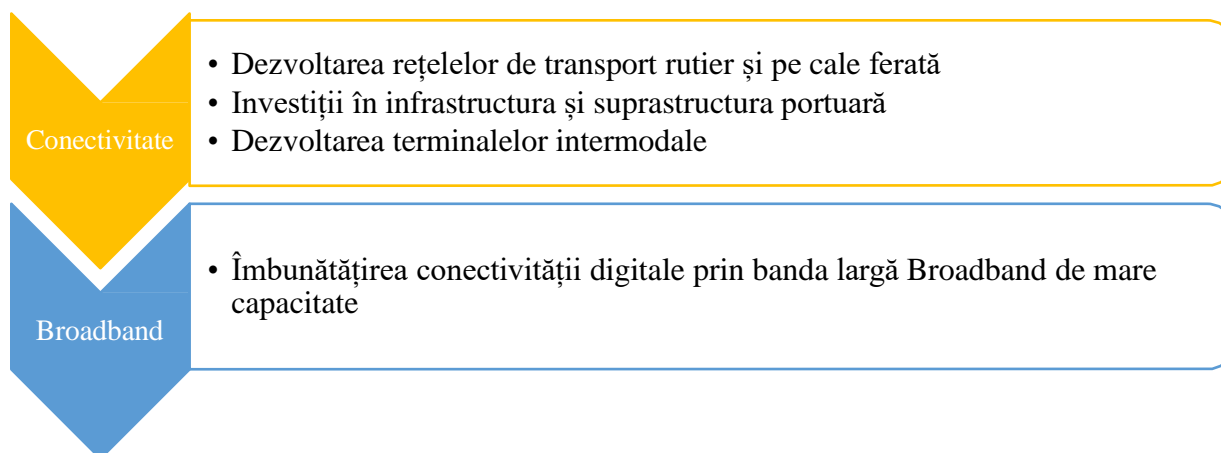 Conectivitate
• Dezvoltarea rețelelor de transport rutier și pe cale ferată
• Investiții în infrastructura și suprastructura portuară
• Dezvoltarea terminalelor intermodale
Broadband
• Îmbunătățirea conectivității digitale prin banda largă Broadband de mare
capacitate